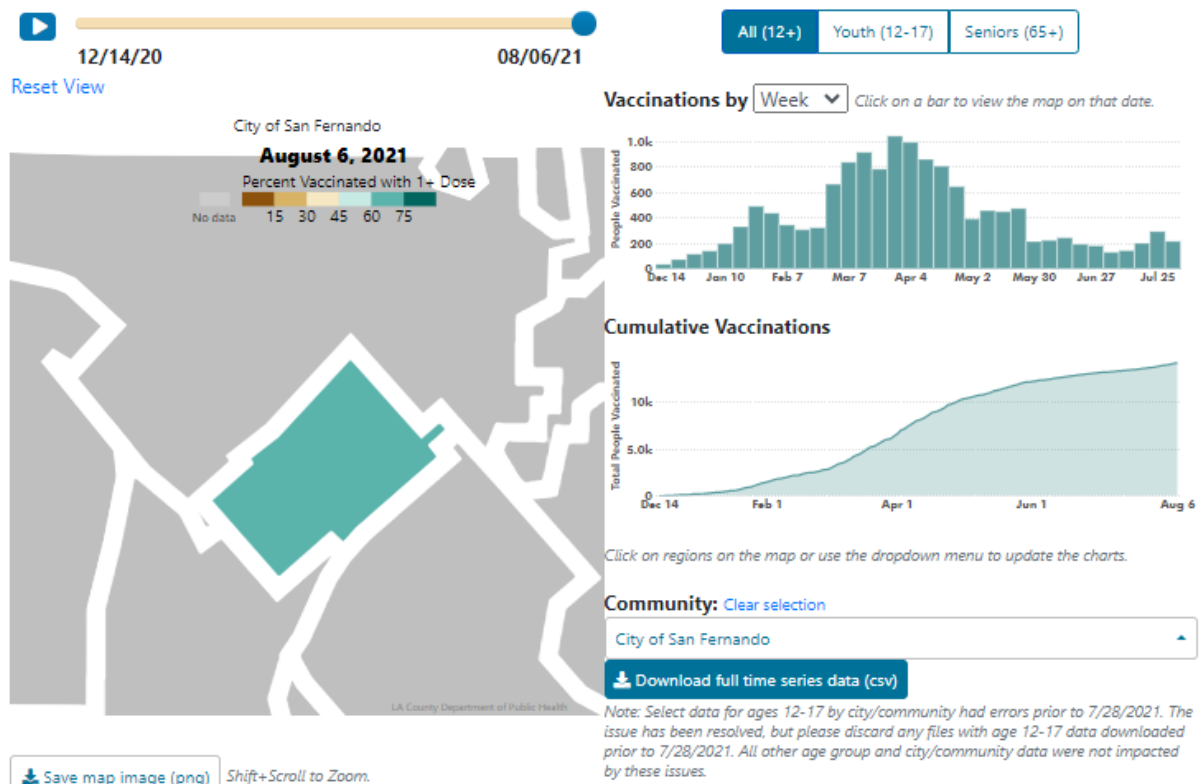 12/14/20
08/06/21
Reset View
City of San Fernando
August 6, 2021
Percent Vaccinated with 1+ Dose
No data 15 30 45 60 75
LA County Department of Public Health
Save map image (png) Shift+Scroll to Zoom.
All (12+) Youth (12-17) Seniors (65+)
Vaccinations by Week Click on a bar to view the map on that date.
People Vaccinated
1.0k
800
600
400
200
0
Dec 14 Jan 10 Feb 7 Mar 7 Apr 4 May 2 May 30 Jun 27 Jul 25
Cumulative Vaccinations
Total People Vaccinated
10k
5.0k
0
Dec 14 Feb 1 Apr 1 Jun 1 Aug 6
Click on regions on the map or use the dropdown menu to update the charts.
Community: Clear selection
City of San Fernando
Download full time series data (csv)
Note: Select data for ages 12-17 by city/community had errors prior to 7/28/2021. The
issue has been resolved, but please discard any files with age 12-17 data downloaded
prior to 7/28/2021. All other age group and city/community data were not impacted
by these issues.